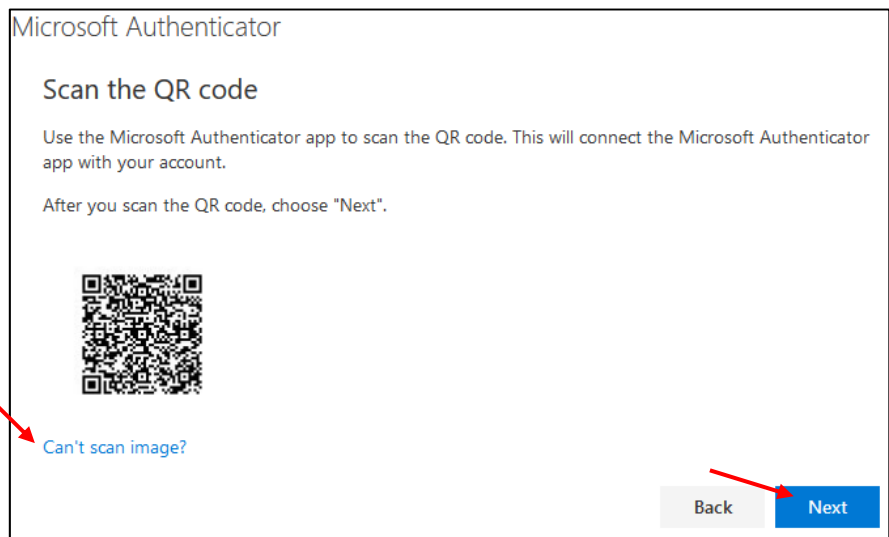 Microsoft Authenticator
Scan the QR code
Use the Microsoft Authenticator app to scan the QR code. This will connect the Microsoft Authenticator
app with your account.
After you scan the QR code, choose "Next".
Can't scan image?
Back
Next